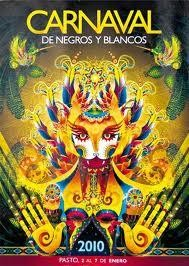 CARNAVAL
DE NEGROS Y BLANCOS
2010
PASTO, 2 AL 7 DE ENERO